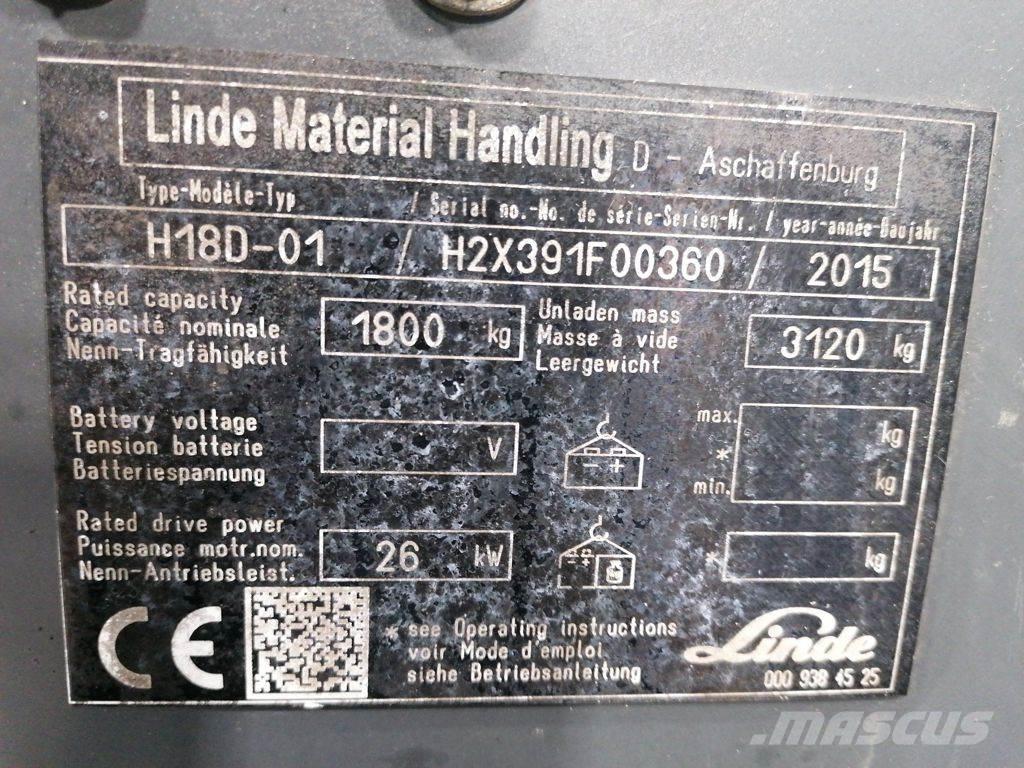 Linde Material Handling D - Aschaffenburg
Type-Modèle-Typ / Serial no.-No. de série-Serien-Nr. / year-année-Baujahr
H18D-01 / H2X391F00360 / 2015
Rated capacity
Capacité nominale
Nenn-Tragfähigkeit
1800 kg
Unladen mass
Masse à vide
Leergewicht
3120 kg
Battery voltage
Tension batterie
Batteriespannung
V
- +
max. kg
*
min. kg
Rated drive power
Puissance motr.nom.
Nenn-Antriebsleist.
26 kW
- +
* kg
CE
* see Operating instructions
voir Mode d'emploi
siehe Betriebsanleitung
Linde
000 938 45 25
MASCUS